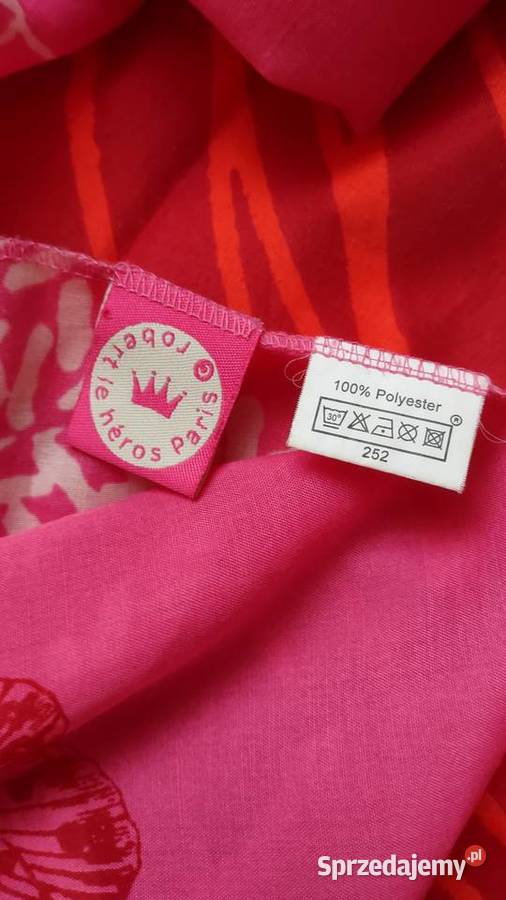 © robert le héros Paris
100% Polyester
®
30°
252
Sprzedajemy.pl